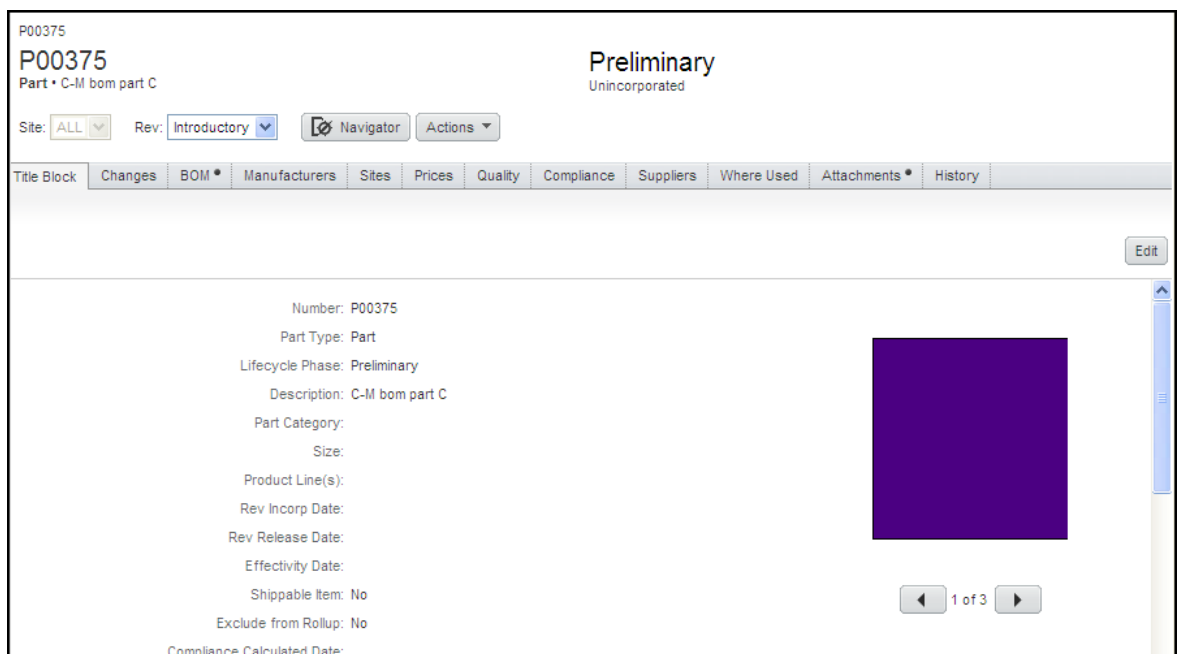 P00375
P00375
Preliminary
Part • C-M bom part C
Unincorporated
Site: ALL Rev: Introductory Navigator Actions
Title Block Changes BOM • Manufacturers Sites Prices Quality Compliance Suppliers Where Used Attachments • History
Edit
Number: P00375
Part Type: Part
Lifecycle Phase: Preliminary
Description: C-M bom part C
Part Category:
Size:
Product Line(s):
Rev Incorp Date:
Rev Release Date:
Effectivity Date:
Shippable Item: No
1 of 3
Exclude from Rollup: No
Compliance Calculated Date: